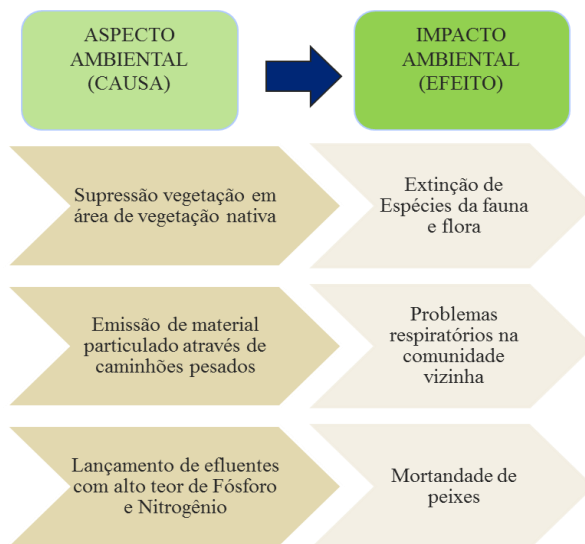 ASPECTO
AMBIENTAL
(CAUSA)
IMPACTO
AMBIENTAL
(EFEITO)
Supressão vegetação em
área de vegetação nativa
Extinção de
Espécies da fauna
e flora
Emissão de material
particulado através de
caminhões pesados
Problemas
respiratórios na
comunidade
vizinha
Lançamento de efluentes
com alto teor de Fósforo
e Nitrogênio
Mortandade de
peixes